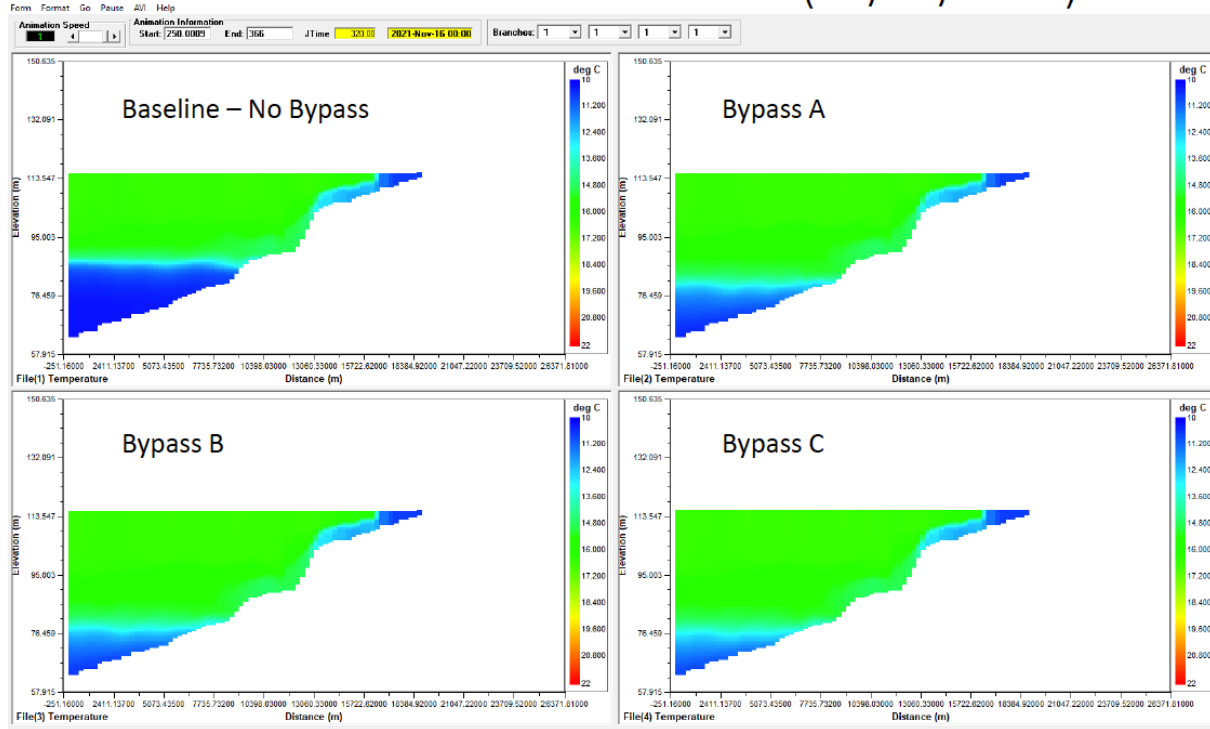 Form Format Go Pause AVI Help
Animation Speed
1
Animation Information
Start: 250.0009 End: 366 JTime 320.00 2021-Nov-16 00:00
Branches: 1 1 1 1
Baseline – No Bypass
150.635
132.091
113.547
95.003
76.459
57.915
Elevation (m)
-251.16000 2411.13700 5073.43500 7735.73200 10398.03000 13060.33000 15722.62000 18384.92000 21047.22000 23709.52000 26371.81000
File(1) Temperature
Distance (m)
deg C
10
11.200
12.400
13.600
14.800
16.000
17.200
18.400
19.600
20.800
22
Bypass A
150.635
132.091
113.547
95.003
76.459
57.915
Elevation (m)
-251.16000 2411.13700 5073.43500 7735.73200 10398.03000 13060.33000 15722.62000 18384.92000 21047.22000 23709.52000 26371.81000
File(2) Temperature
Distance (m)
deg C
10
11.200
12.400
13.600
14.800
16.000
17.200
18.400
19.600
20.800
22
Bypass B
150.635
132.091
113.547
95.003
76.459
57.915
Elevation (m)
-251.16000 2411.13700 5073.43500 7735.73200 10398.03000 13060.33000 15722.62000 18384.92000 21047.22000 23709.52000 26371.81000
File(3) Temperature
Distance (m)
deg C
10
11.200
12.400
13.600
14.800
16.000
17.200
18.400
19.600
20.800
22
Bypass C
150.635
132.091
113.547
95.003
76.459
57.915
Elevation (m)
-251.16000 2411.13700 5073.43500 7735.73200 10398.03000 13060.33000 15722.62000 18384.92000 21047.22000 23709.52000 26371.81000
File(4) Temperature
Distance (m)
deg C
10
11.200
12.400
13.600
14.800
16.000
17.200
18.400
19.600
20.800
22